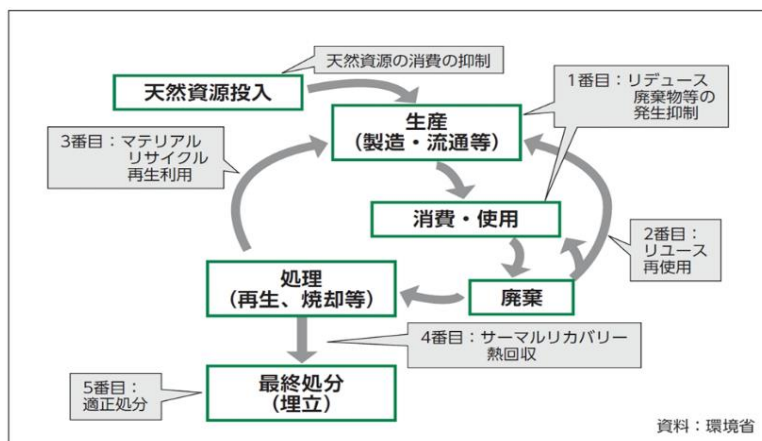 天然資源の消費の抑制
天然資源投入
1番目：リデュース
廃棄物等の
発生抑制
生産
（製造・流通等）
3番目：マテリアル
リサイクル
再生利用
消費・使用
2番目：
リユース
再使用
処理
（再生、焼却等）
廃棄
4番目：サーマルリカバリー
熱回収
5番目：
適正処分
最終処分
（埋立）
資料：環境省